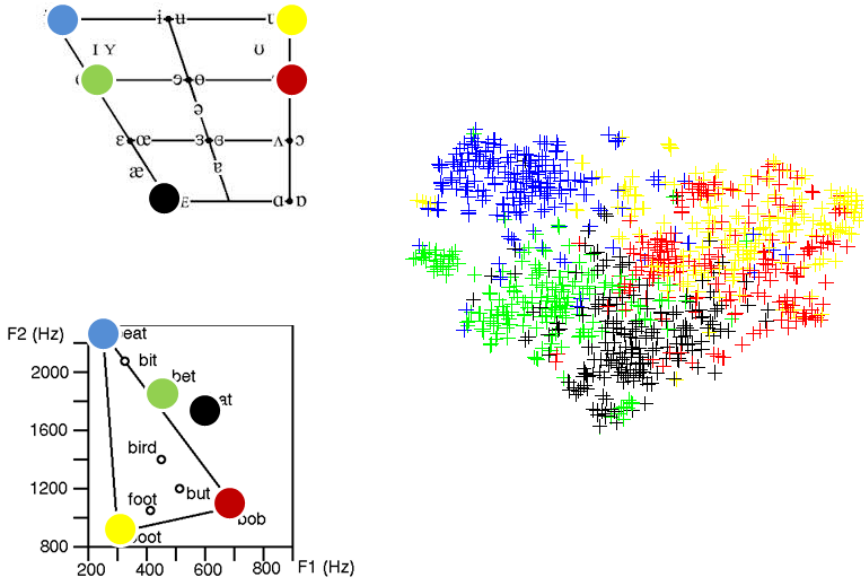 i ʉ
I Y ʊ
ɘ ɵ
ə
ɛ œ ɜ ɞ ʌ ɔ
æ ɐ
Œ ɑ ɒ
F2 (Hz)
eat
bit
2000
bet
at
1600
bird
1200
but
foot
bob
800
200 400 600 800 F1 (Hz)